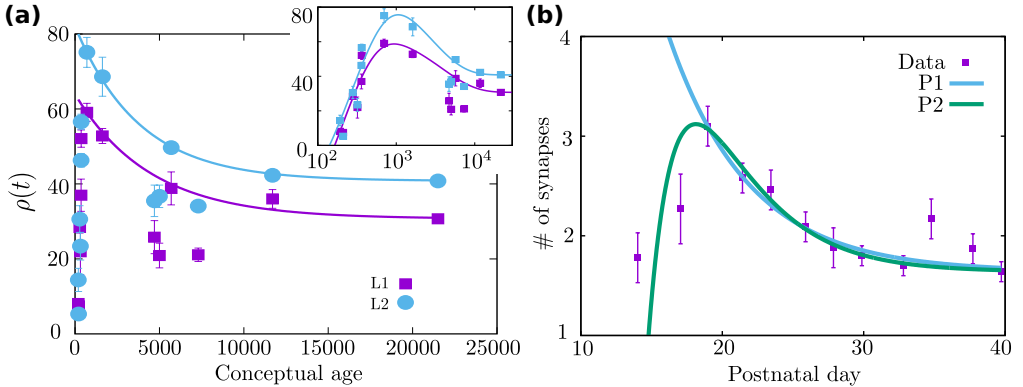 (a)
80
60
40
20
0
ρ(t)
0 5000 10000 15000 20000 25000
Conceptual age
L1
L2
80
40
0
10² 10³ 10⁴
(b)
4
3
2
1
# of synapses
10 20 30 40
Postnatal day
Data
P1
P2